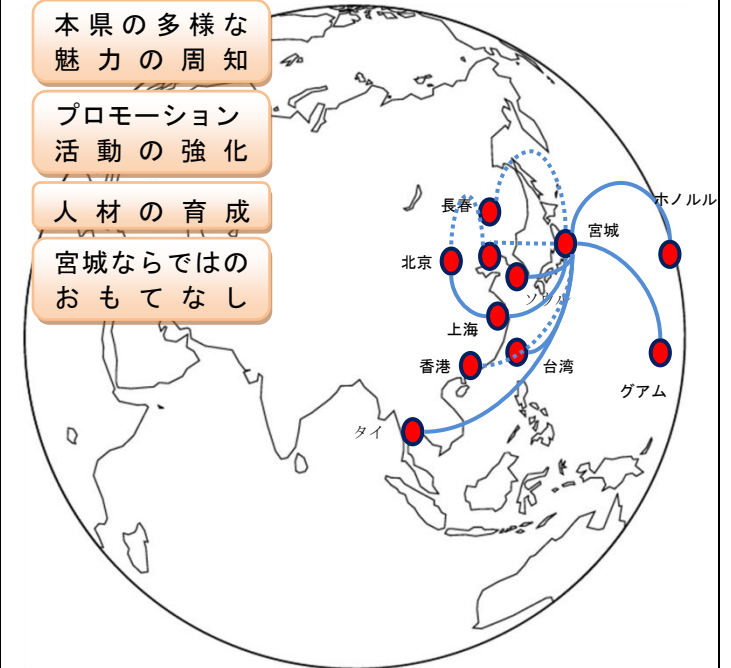 本県の多様な
魅力の周知
プロモーション
活動の強化
人材の育成
宮城ならではの
おもてなし
長春
ホノルル
宮城
北京
ソウル
上海
香港
台湾
グアム
タイ